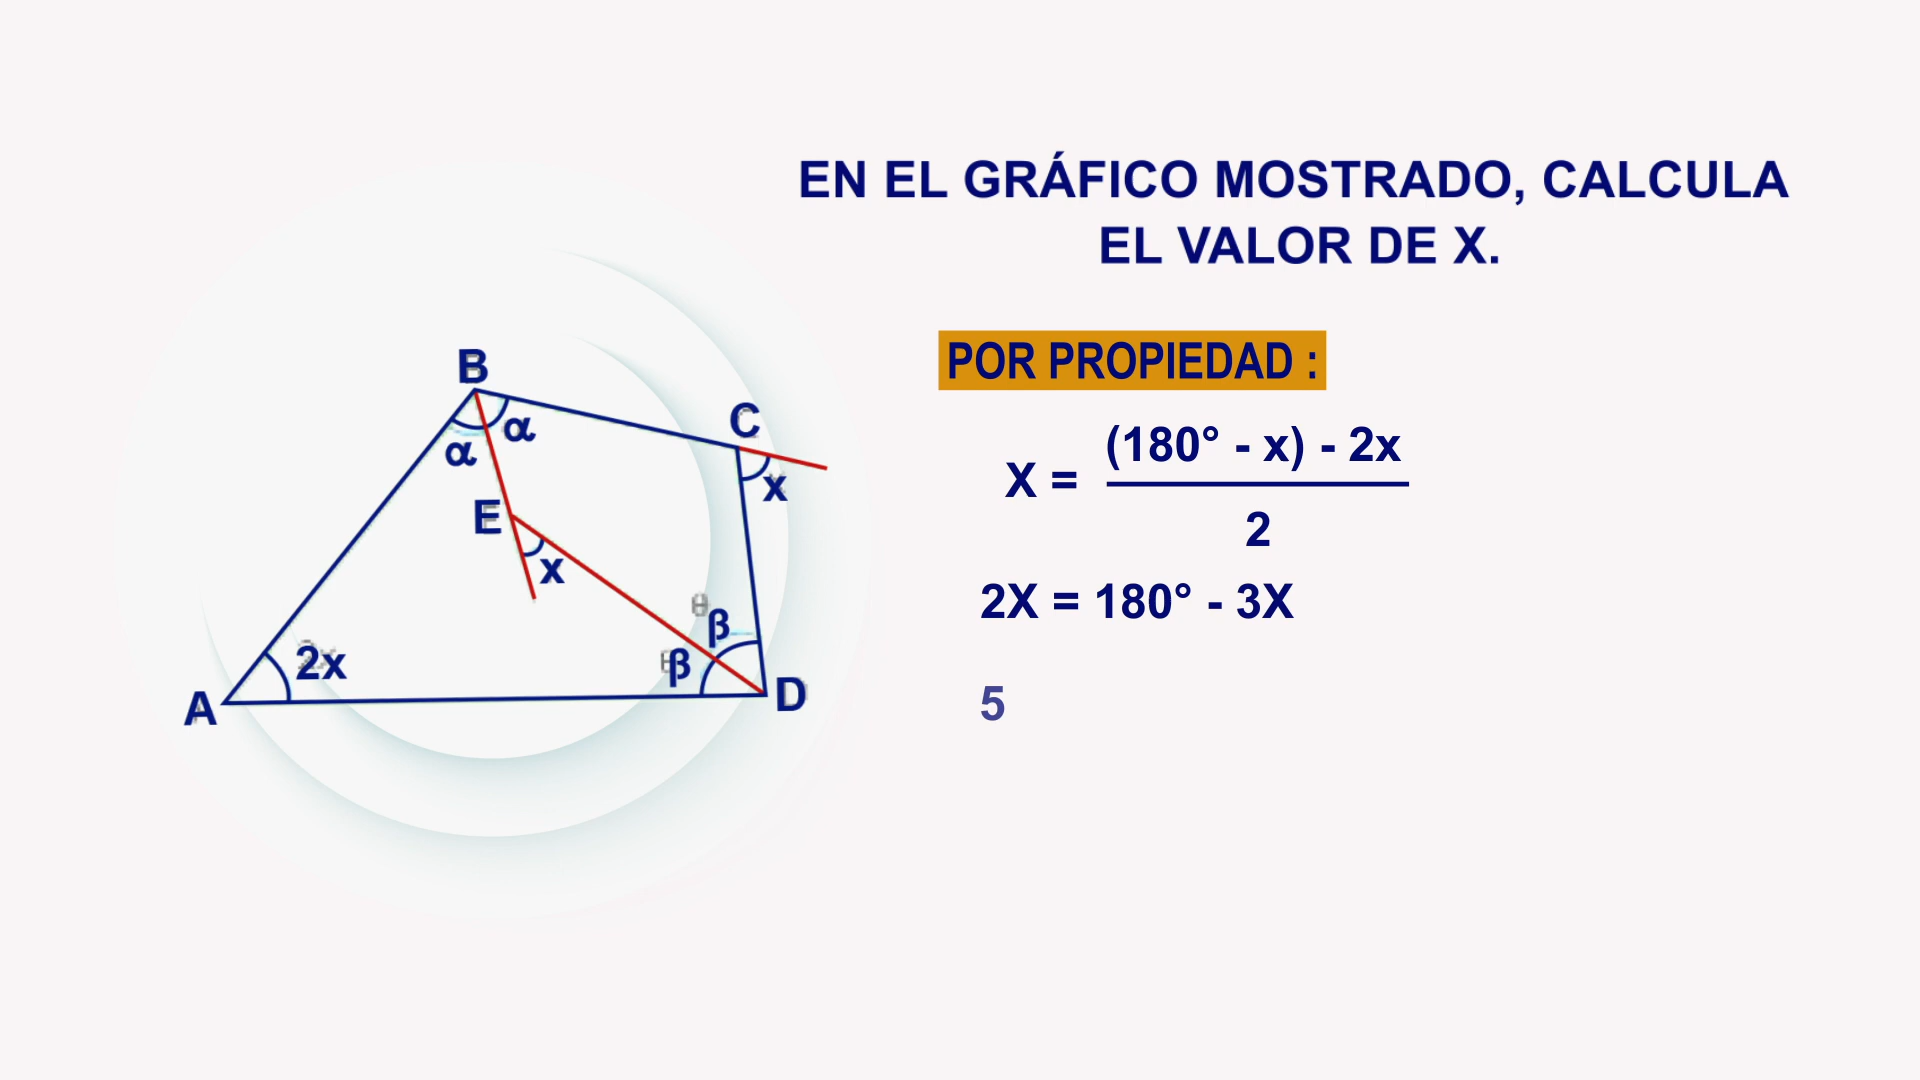 EN EL GRÁFICO MOSTRADO, CALCULA
EL VALOR DE X.
POR PROPIEDAD :
X = (180° - x) - 2x
2
2X = 180° - 3X
5
B
α
α
C
x
E
x
θ
β
β
2x
A
D